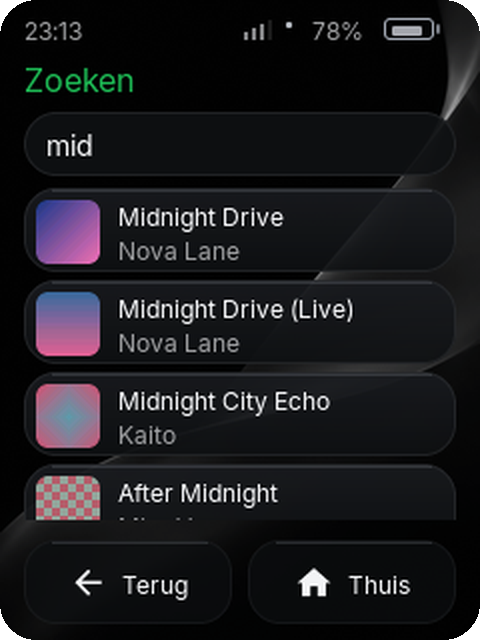 23:13
78%
Zoeken
mid
Midnight Drive
Nova Lane
Midnight Drive (Live)
Nova Lane
Midnight City Echo
Kaito
After Midnight
Terug
Thuis